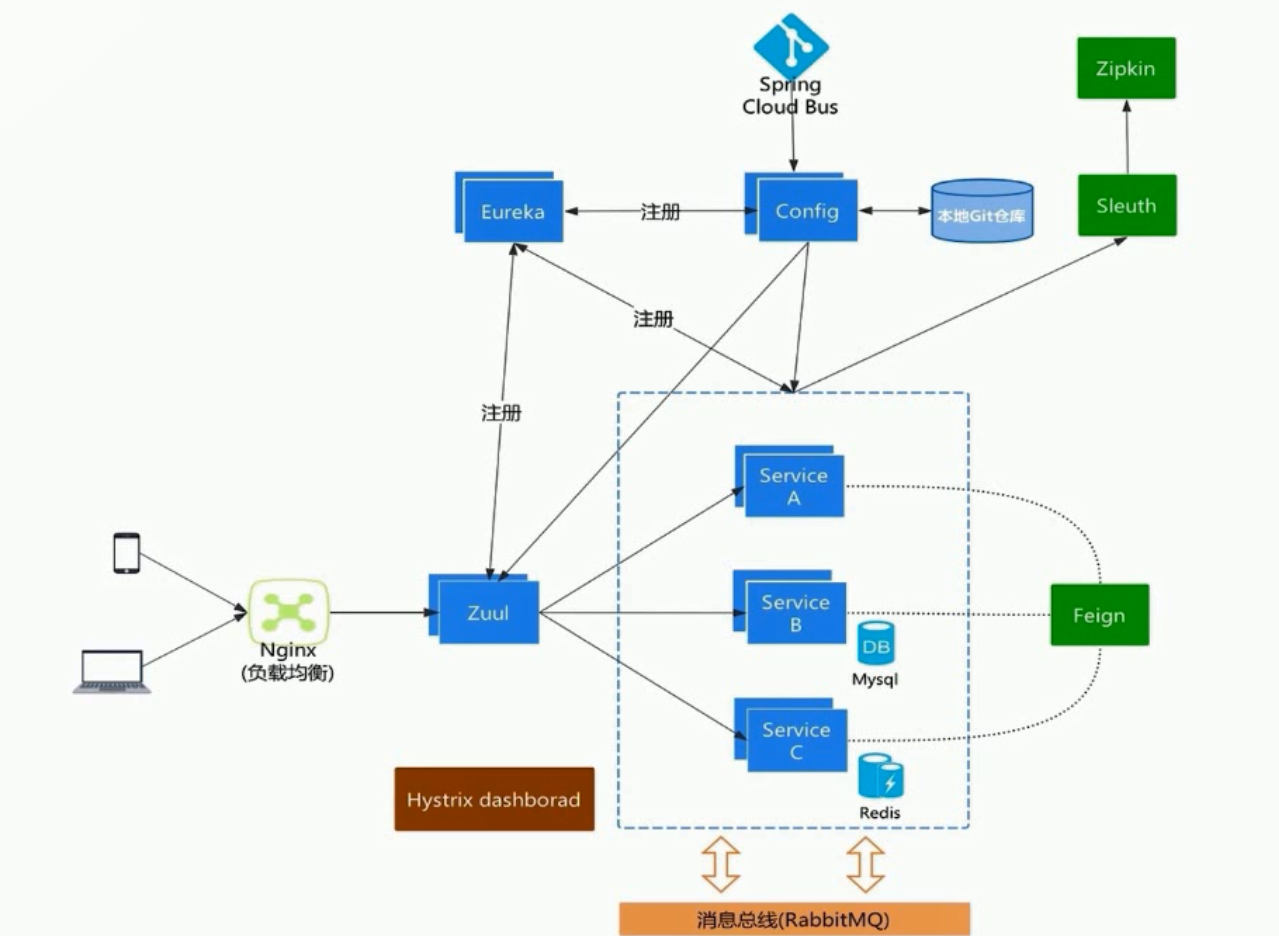 Spring
Cloud Bus
Zipkin
Eureka
注册
Config
本地Git仓库
Sleuth
注册
注册
Service
A
Nginx
(负载均衡)
Zuul
Service
B
DB
Mysql
Feign
Service
C
Redis
Hystrix dashborad
消息总线(RabbitMQ)